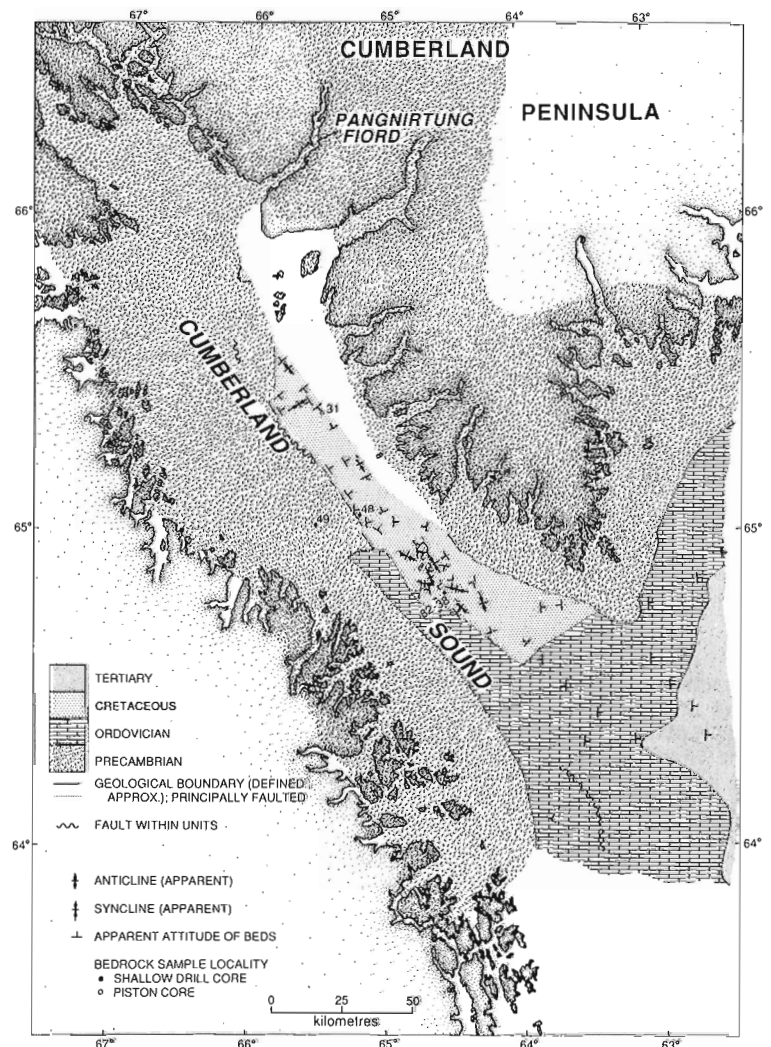 67° 66° 65° 64° 63°
CUMBERLAND
PENINSULA
PANGNIRTUNG
FIORD
66° 66°
CUMBERLAND
31
48
49
65° 65°
SOUND
TERTIARY
CRETACEOUS
ORDOVICIAN
PRECAMBRIAN
GEOLOGICAL BOUNDARY (DEFINED,
APPROX.); PRINCIPALLY FAULTED
FAULT WITHIN UNITS
64° 64°
ANTICLINE (APPARENT)
SYNCLINE (APPARENT)
APPARENT ATTITUDE OF BEDS
BEDROCK SAMPLE LOCALITY
SHALLOW DRILL CORE
PISTON CORE
0 25 50
kilometres
67° 66° 65° 64° 63°